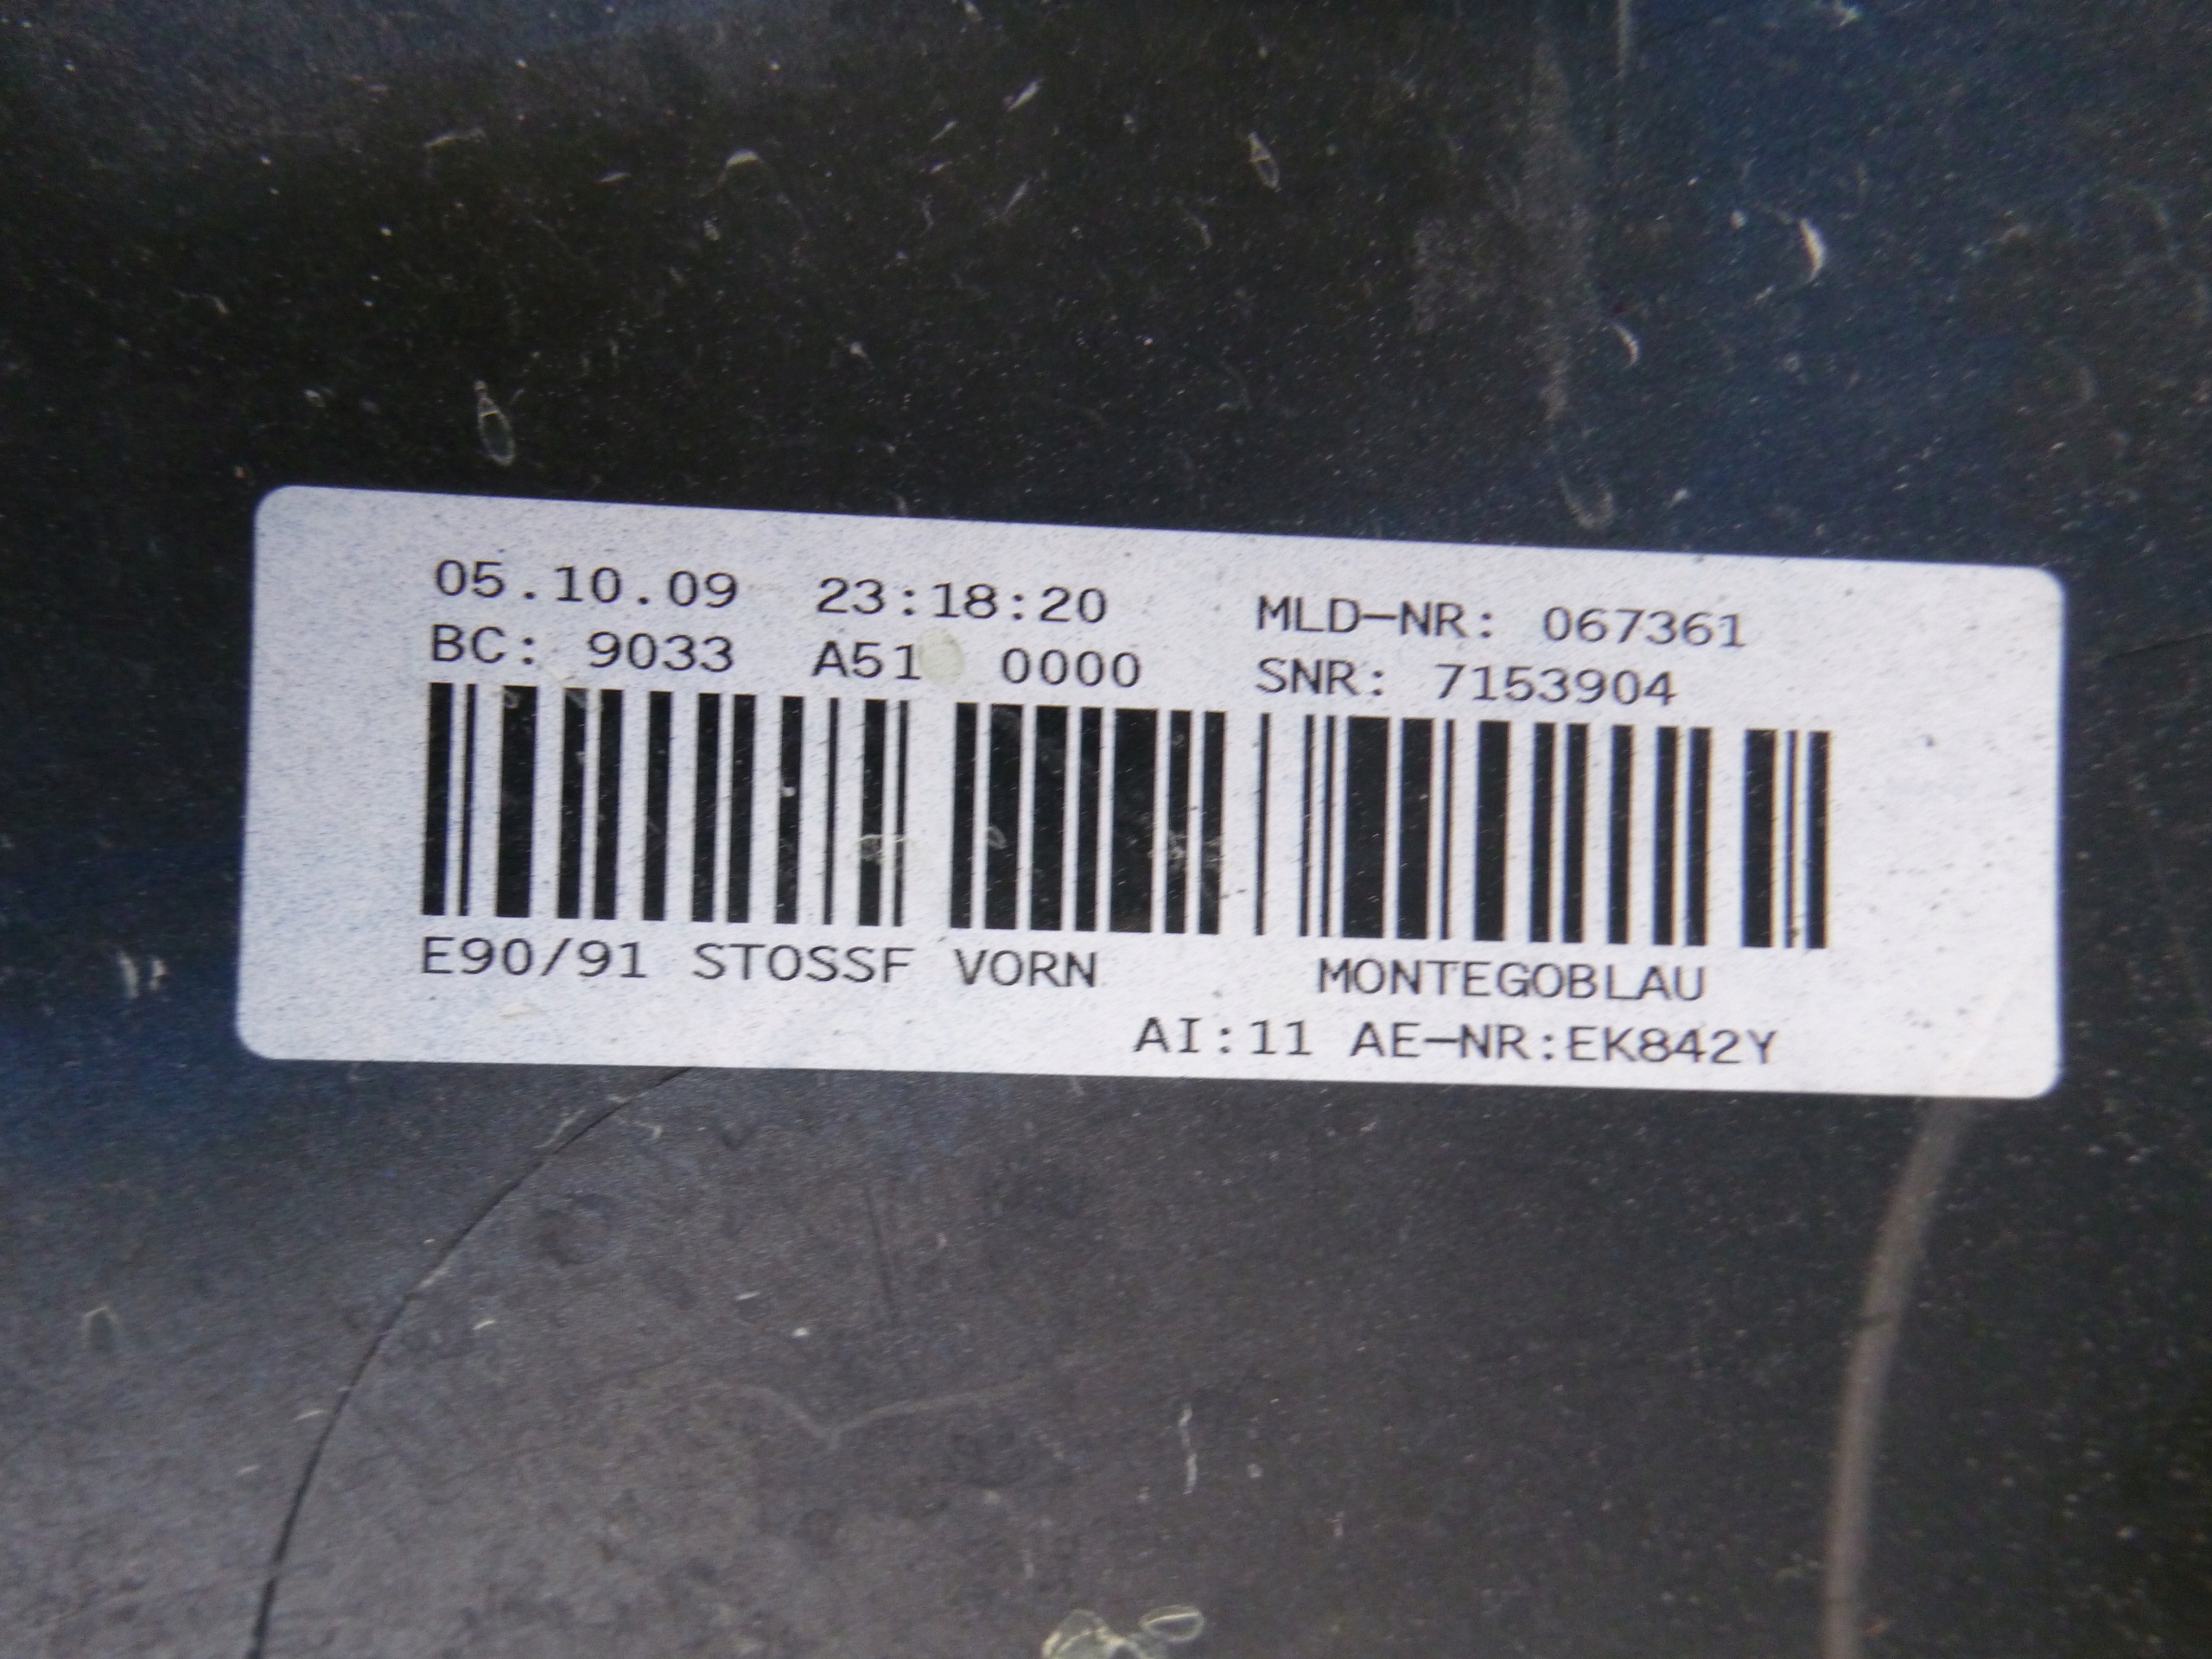 05.10.09 23:18:20 MLD-NR: 067361
BC: 9033 A51 0000 SNR: 7153904
E90/91 STOSSF VORN MONTEGOBLAU
AI:11 AE-NR:EK842Y